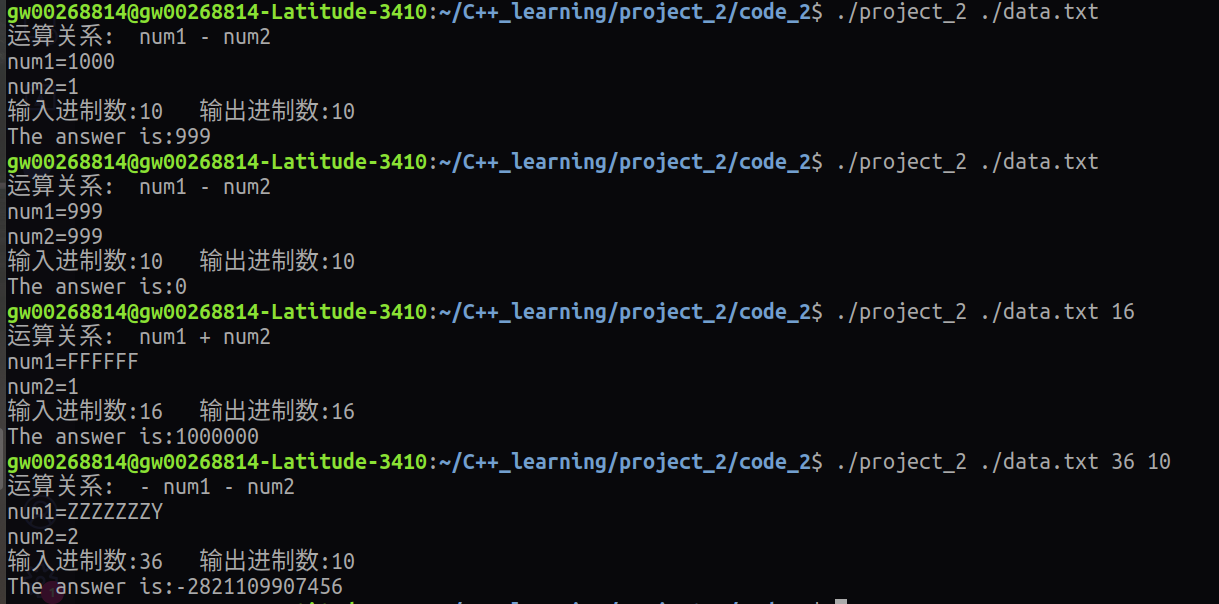 gw00268814@gw00268814-Latitude-3410:~/C++_learning/project_2/code_2$ ./project_2 ./data.txt
运算关系: num1 - num2
num1=1000
num2=1
输入进制数:10 输出进制数:10
The answer is:999
gw00268814@gw00268814-Latitude-3410:~/C++_learning/project_2/code_2$ ./project_2 ./data.txt
运算关系: num1 - num2
num1=999
num2=999
输入进制数:10 输出进制数:10
The answer is:0
gw00268814@gw00268814-Latitude-3410:~/C++_learning/project_2/code_2$ ./project_2 ./data.txt 16
运算关系: num1 + num2
num1=FFFFFF
num2=1
输入进制数:16 输出进制数:16
The answer is:1000000
gw00268814@gw00268814-Latitude-3410:~/C++_learning/project_2/code_2$ ./project_2 ./data.txt 36 10
运算关系: - num1 - num2
num1=ZZZZZZZY
num2=2
输入进制数:36 输出进制数:10
The answer is:-2821109907456